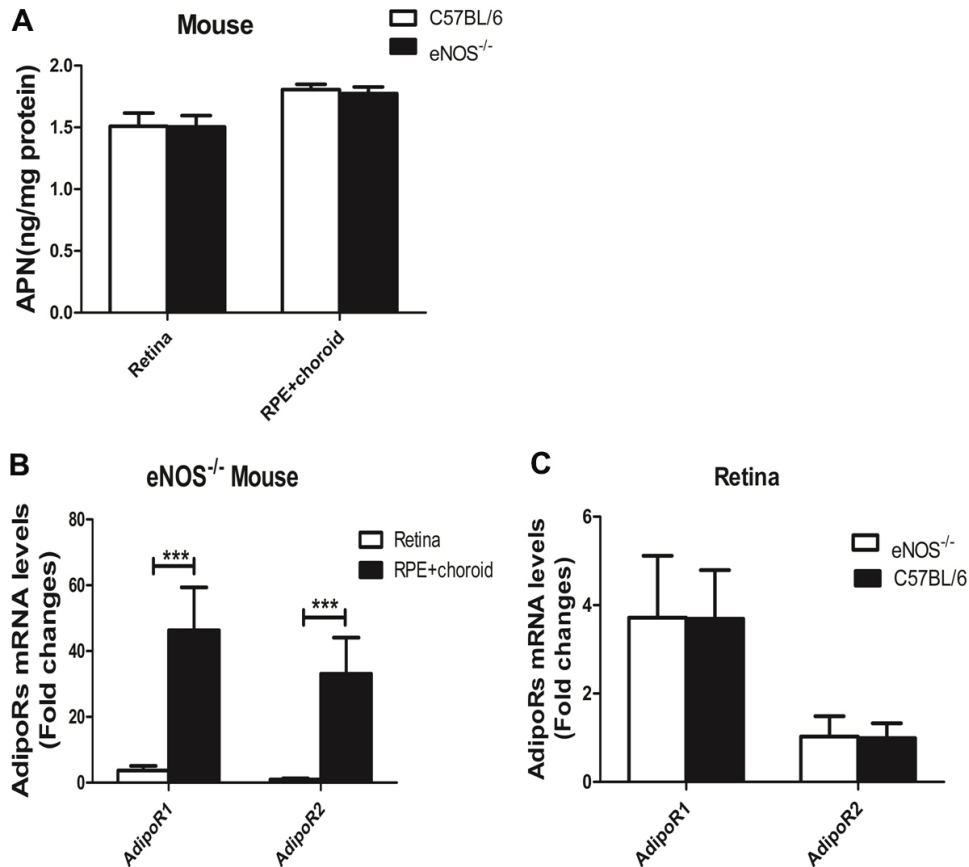 A
Mouse
C57BL/6
eNOS-/-
APN(ng/mg protein)
2.0
1.5
1.0
0.5
0.0
Retina
RPE+choroid
B
eNOS-/- Mouse
AdipoRs mRNA levels
(Fold changes)
80
60
40
20
0
***
***
Retina
RPE+choroid
AdipoR1
AdipoR2
C
Retina
AdipoRs mRNA levels
(Fold changes)
6
4
2
0
eNOS-/-
C57BL/6
AdipoR1
AdipoR2